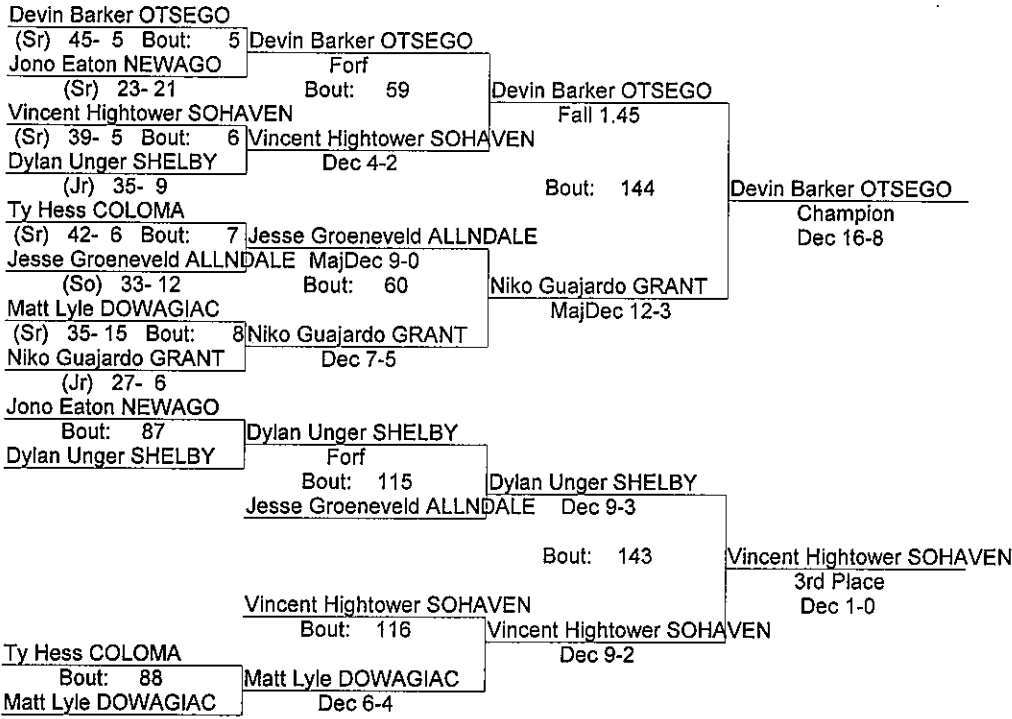 Devin Barker OTSEGO
(Sr) 45- 5 Bout: 5 Devin Barker OTSEGO
Jono Eaton NEWAGO Forf
(Sr) 23- 21 Bout: 59 Devin Barker OTSEGO
Vincent Hightower SOHAVEN Fall 1.45
(Sr) 39- 5 Bout: 6 Vincent Hightower SOHAVEN
Dylan Unger SHELBY Dec 4-2
(Jr) 35- 9 Bout: 144 Devin Barker OTSEGO
Ty Hess COLOMA Champion
(Sr) 42- 6 Bout: 7 Jesse Groeneveld ALLNDALE Dec 16-8
Jesse Groeneveld ALLNDALE MajDec 9-0
(So) 33- 12 Bout: 60 Niko Guajardo GRANT
Matt Lyle DOWAGIAC MajDec 12-3
(Sr) 35- 15 Bout: 8 Niko Guajardo GRANT
Niko Guajardo GRANT Dec 7-5
(Jr) 27- 6
Jono Eaton NEWAGO
Bout: 87 Dylan Unger SHELBY
Dylan Unger SHELBY Forf
Bout: 115 Dylan Unger SHELBY
Jesse Groeneveld ALLNDALE Dec 9-3
Bout: 143 Vincent Hightower SOHAVEN
3rd Place
Vincent Hightower SOHAVEN Dec 1-0
Bout: 116 Vincent Hightower SOHAVEN
Ty Hess COLOMA Dec 9-2
Bout: 88 Matt Lyle DOWAGIAC
Matt Lyle DOWAGIAC Dec 6-4